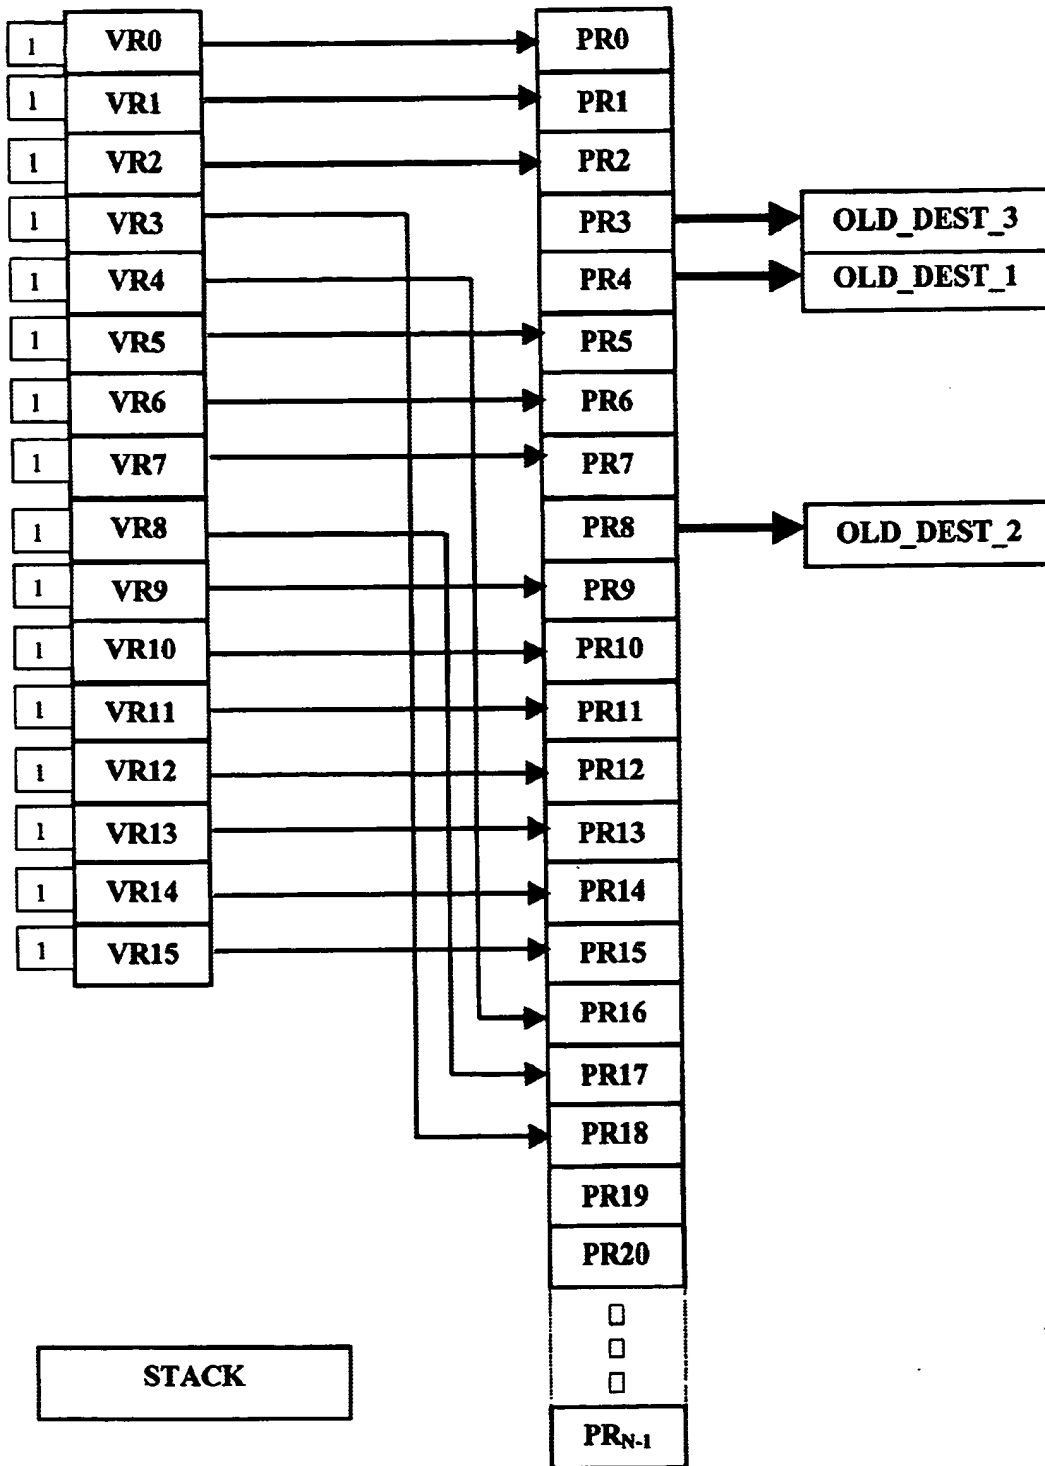 1 VR0 PR0
1 VR1 PR1
1 VR2 PR2
1 VR3 PR3 OLD_DEST_3
1 VR4 PR4 OLD_DEST_1
1 VR5 PR5
1 VR6 PR6
1 VR7 PR7
1 VR8 PR8 OLD_DEST_2
1 VR9 PR9
1 VR10 PR10
1 VR11 PR11
1 VR12 PR12
1 VR13 PR13
1 VR14 PR14
1 VR15 PR15
PR16
PR17
PR18
PR19
PR20
STACK
PRN-1